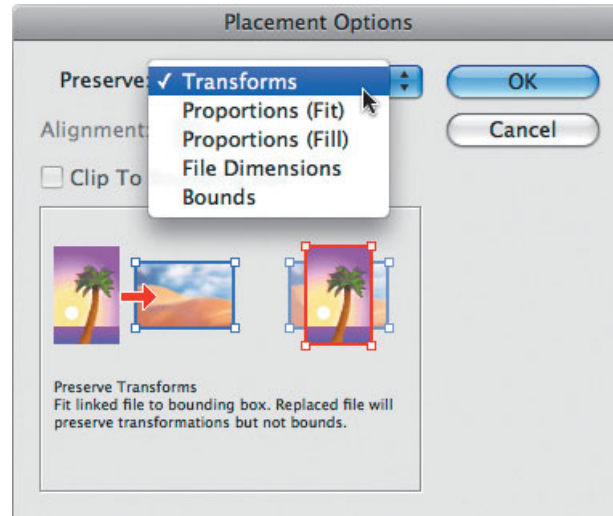 Placement Options
Preserve: ✓ Transforms
Proportions (Fit)
Proportions (Fill)
File Dimensions
Bounds
OK
Cancel
Alignment:
Clip To
Preserve Transforms
Fit linked file to bounding box. Replaced file will
preserve transformations but not bounds.